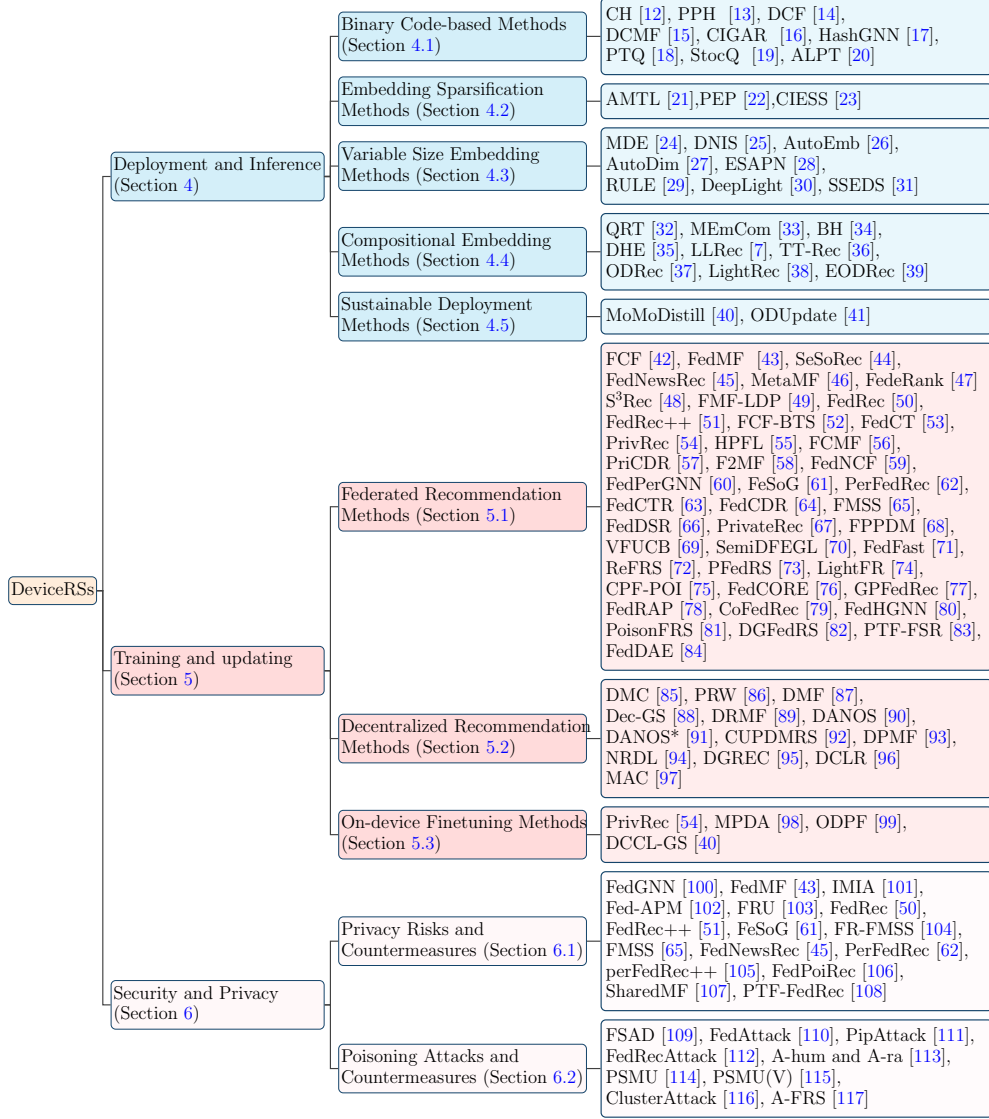 DeviceRSs
Deployment and Inference
(Section 4)
Binary Code-based Methods
(Section 4.1)
CH [12], PPH [13], DCF [14],
DCMF [15], CIGAR [16], HashGNN [17],
PTQ [18], StocQ [19], ALPT [20]
Embedding Sparsification
Methods (Section 4.2)
AMTL [21],PEP [22],CIESS [23]
Variable Size Embedding
Methods (Section 4.3)
MDE [24], DNIS [25], AutoEmb [26],
AutoDim [27], ESAPN [28],
RULE [29], DeepLight [30], SSEDS [31]
Compositional Embedding
Methods (Section 4.4)
QRT [32], MEmCom [33], BH [34],
DHE [35], LLRec [7], TT-Rec [36],
ODRec [37], LightRec [38], EODRec [39]
Sustainable Deployment
Methods (Section 4.5)
MoMoDistill [40], ODUpdate [41]
Training and updating
(Section 5)
Federated Recommendation
Methods (Section 5.1)
FCF [42], FedMF [43], SeSoRec [44],
FedNewsRec [45], MetaMF [46], FedeRank [47]
S³Rec [48], FMF-LDP [49], FedRec [50],
FedRec++ [51], FCF-BTS [52], FedCT [53],
PrivRec [54], HPFL [55], FCMF [56],
PriCDR [57], F2MF [58], FedNCF [59],
FedPerGNN [60], FeSoG [61], PerFedRec [62],
FedCTR [63], FedCDR [64], FMSS [65],
FedDSR [66], PrivateRec [67], FPPDM [68],
VFUCB [69], SemiDFEGL [70], FedFast [71],
ReFRS [72], PFedRS [73], LightFR [74],
CPF-POI [75], FedCORE [76], GPFedRec [77],
FedRAP [78], CoFedRec [79], FedHGNN [80],
PoisonFRS [81], DGFedRS [82], PTF-FSR [83],
FedDAE [84]
Decentralized Recommendation
Methods (Section 5.2)
DMC [85], PRW [86], DMF [87],
Dec-GS [88], DRMF [89], DANOS [90],
DANOS* [91], CUPDMRS [92], DPMF [93],
NRDL [94], DGREC [95], DCLR [96]
MAC [97]
On-device Finetuning Methods
(Section 5.3)
PrivRec [54], MPDA [98], ODPF [99],
DCCL-GS [40]
Security and Privacy
(Section 6)
Privacy Risks and
Countermeasures (Section 6.1)
FedGNN [100], FedMF [43], IMIA [101],
Fed-APM [102], FRU [103], FedRec [50],
FedRec++ [51], FeSoG [61], FR-FMSS [104],
FMSS [65], FedNewsRec [45], PerFedRec [62],
perFedRec++ [105], FedPoiRec [106],
SharedMF [107], PTF-FedRec [108]
Poisoning Attacks and
Countermeasures (Section 6.2)
FSAD [109], FedAttack [110], PipAttack [111],
FedRecAttack [112], A-hum and A-ra [113],
PSMU [114], PSMU(V) [115],
ClusterAttack [116], A-FRS [117]